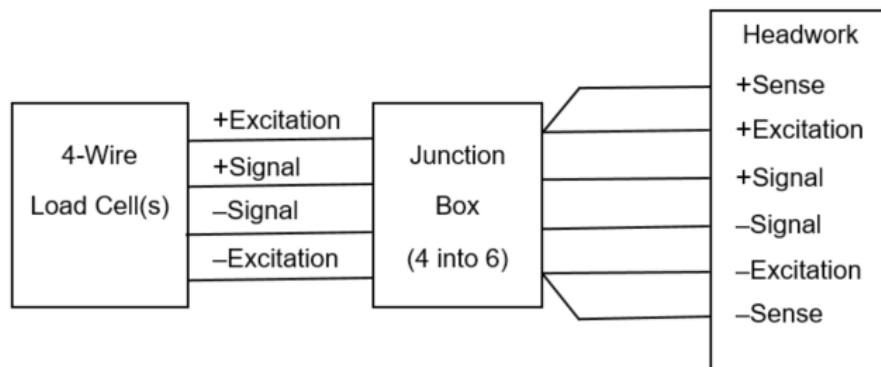 Headwork
+Sense
+Excitation
+Excitation
4-Wire
Junction
+Signal
+Signal
Load Cell(s)
Box
–Signal
–Signal
(4 into 6)
–Excitation
–Excitation
–Sense